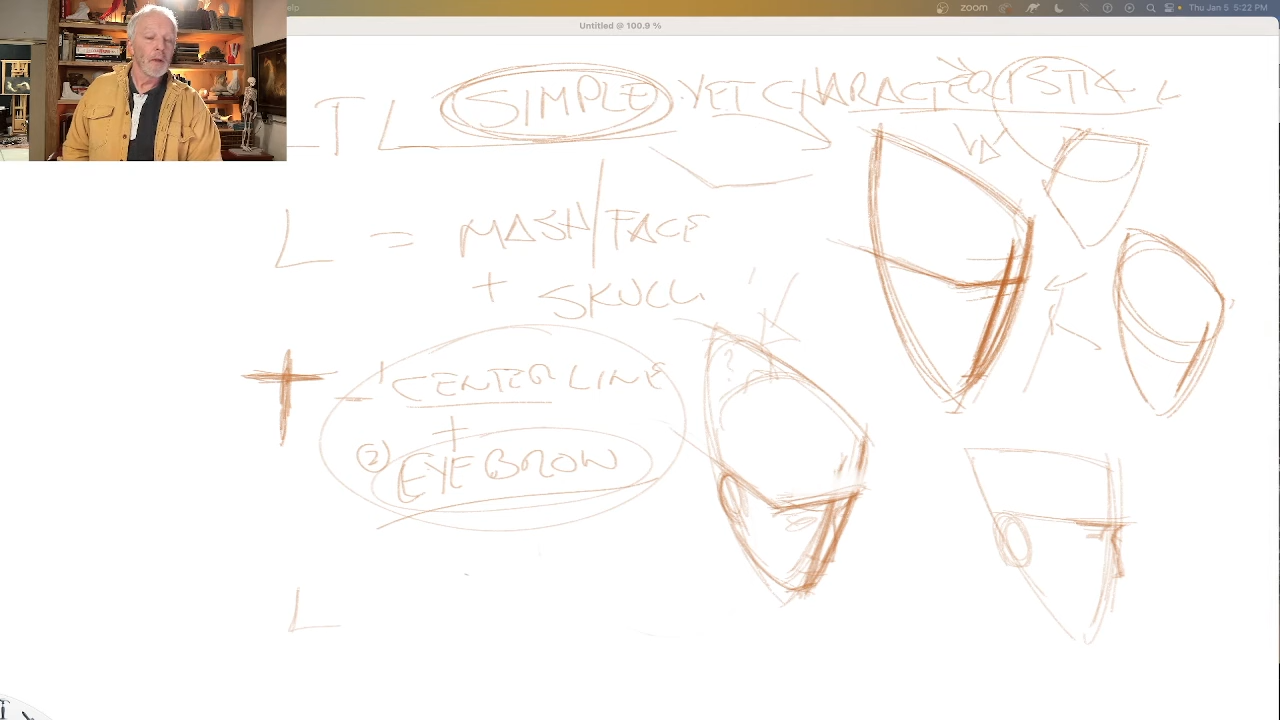 elp zoom Thu Jan 5 5:22 PM
Untitled @ 100.9 %
SIMPLE YET CHARACTERISTIC
L = MASK/FACE
+ SKULL
+ = CENTER LINE
+
2) EYEBROW
L